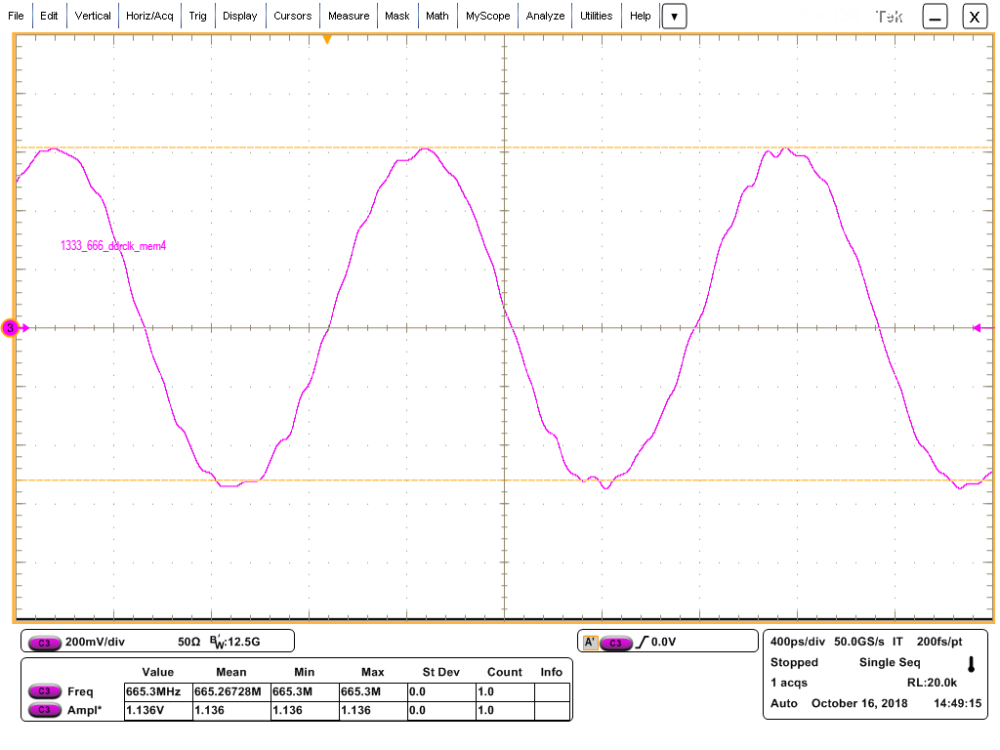 File Edit Vertical Horiz/Acq Trig Display Cursors Measure Mask Math MyScope Analyze Utilities Help Tek X
1333_666_ddrclk_mem4
3
C3 200mV/div 50Ω BW:12.5G
A' C3 0.0V
400ps/div 50.0GS/s IT 200fs/pt
Stopped Single Seq
1 acqs RL:20.0k
Auto October 16, 2018 14:49:15
Value Mean Min Max St Dev Count Info
C3 Freq 665.3MHz 665.26728M 665.3M 665.3M 0.0 1.0
C3 Ampl* 1.136V 1.136 1.136 1.136 0.0 1.0